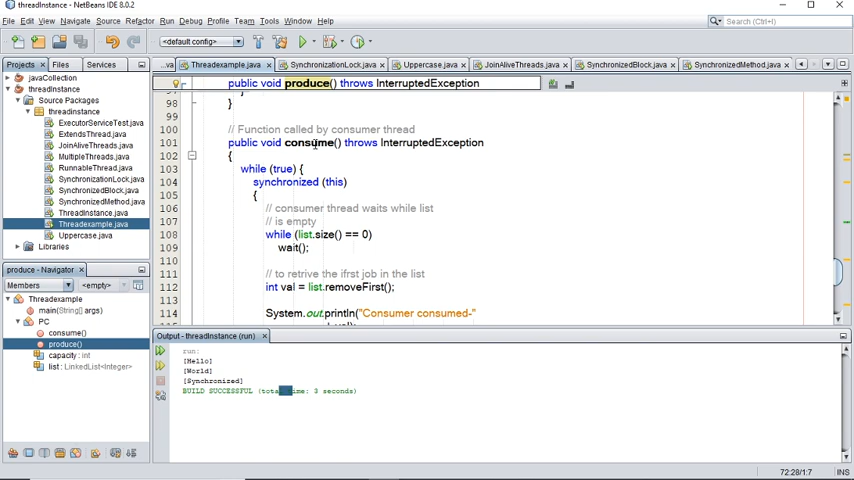 threadInstance - NetBeans IDE 8.0.2
File Edit View Navigate Source Refactor Run Debug Profile Team Tools Window Help
Search (Ctrl+I)
<default config>
Projects Files Services
...va Threadexample.java SynchronizationLock.java Uppercase.java JoinAliveThreads.java SynchronizedBlock.java SynchronizedMethod.java
javaCollection
threadInstance
Source Packages
threadInstance
ExecuterServiceTest.java
ExtendsThread.java
JoinAliveThreads.java
MultipleThreads.java
RunnableThread.java
SynchronizationLock.java
SynchronizedBlock.java
SynchronizedMethod.java
ThreadInstance.java
Threadexample.java
Uppercase.java
Libraries
public void produce() throws InterruptedException
97 }
98 }
99
100 // Function called by consumer thread
101 public void consume() throws InterruptedException
102 {
103 while (true) {
104 synchronized (this)
105 {
106 // consumer thread waits while list
107 // is empty
108 while (list.size() == 0)
109 wait();
110
111 // to retrive the ifrst job in the list
112 int val = list.removeFirst();
113
114 System.out.println("Consumer consumed-"
115 + val);
produce - Navigator
Members <empty>
Threadexample
main(String[] args)
PC
consume()
produce()
capacity : int
list : LinkedList<Integer>
Output - threadInstance (run)
run:
[Hello]
[World]
[Synchronized]
BUILD SUCCESSFUL (total time: 3 seconds)
72:28/1:7 INS